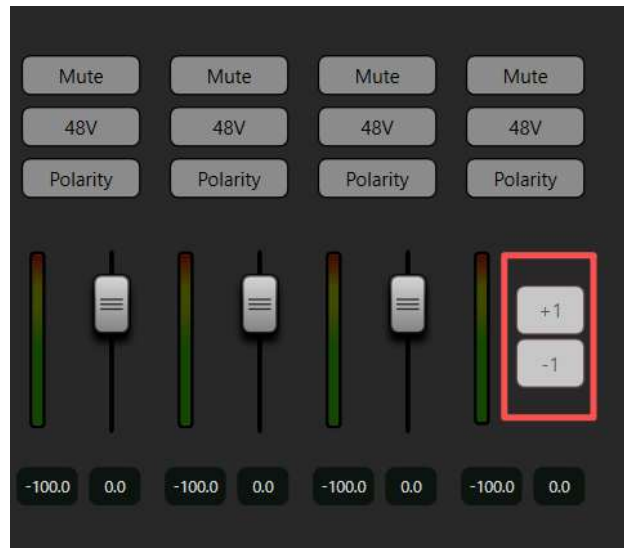 Mute Mute Mute Mute
48V 48V 48V 48V
Polarity Polarity Polarity Polarity
+1
-1
-100.0 0.0 -100.0 0.0 -100.0 0.0 -100.0 0.0